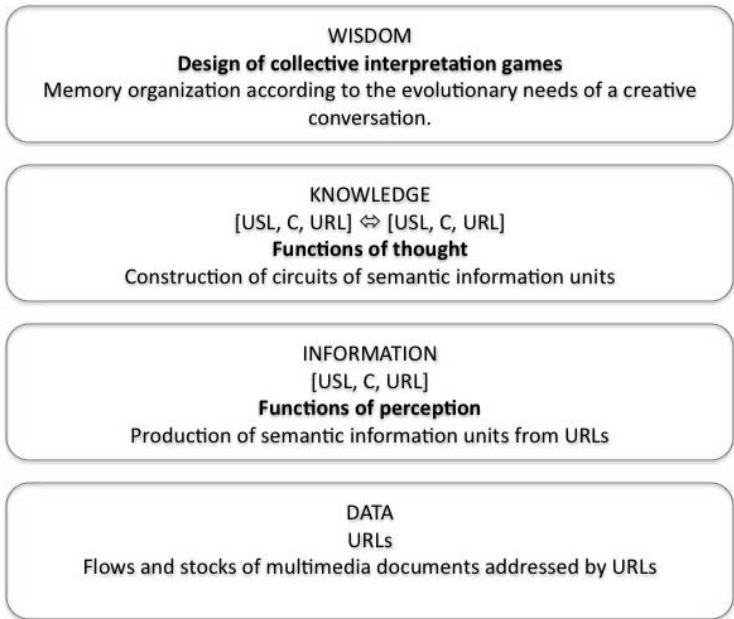 WISDOM
Design of collective interpretation games
Memory organization according to the evolutionary needs of a creative
conversation.
KNOWLEDGE
[USL, C, URL] ⇔ [USL, C, URL]
Functions of thought
Construction of circuits of semantic information units
INFORMATION
[USL, C, URL]
Functions of perception
Production of semantic information units from URLs
DATA
URLs
Flows and stocks of multimedia documents addressed by URLs